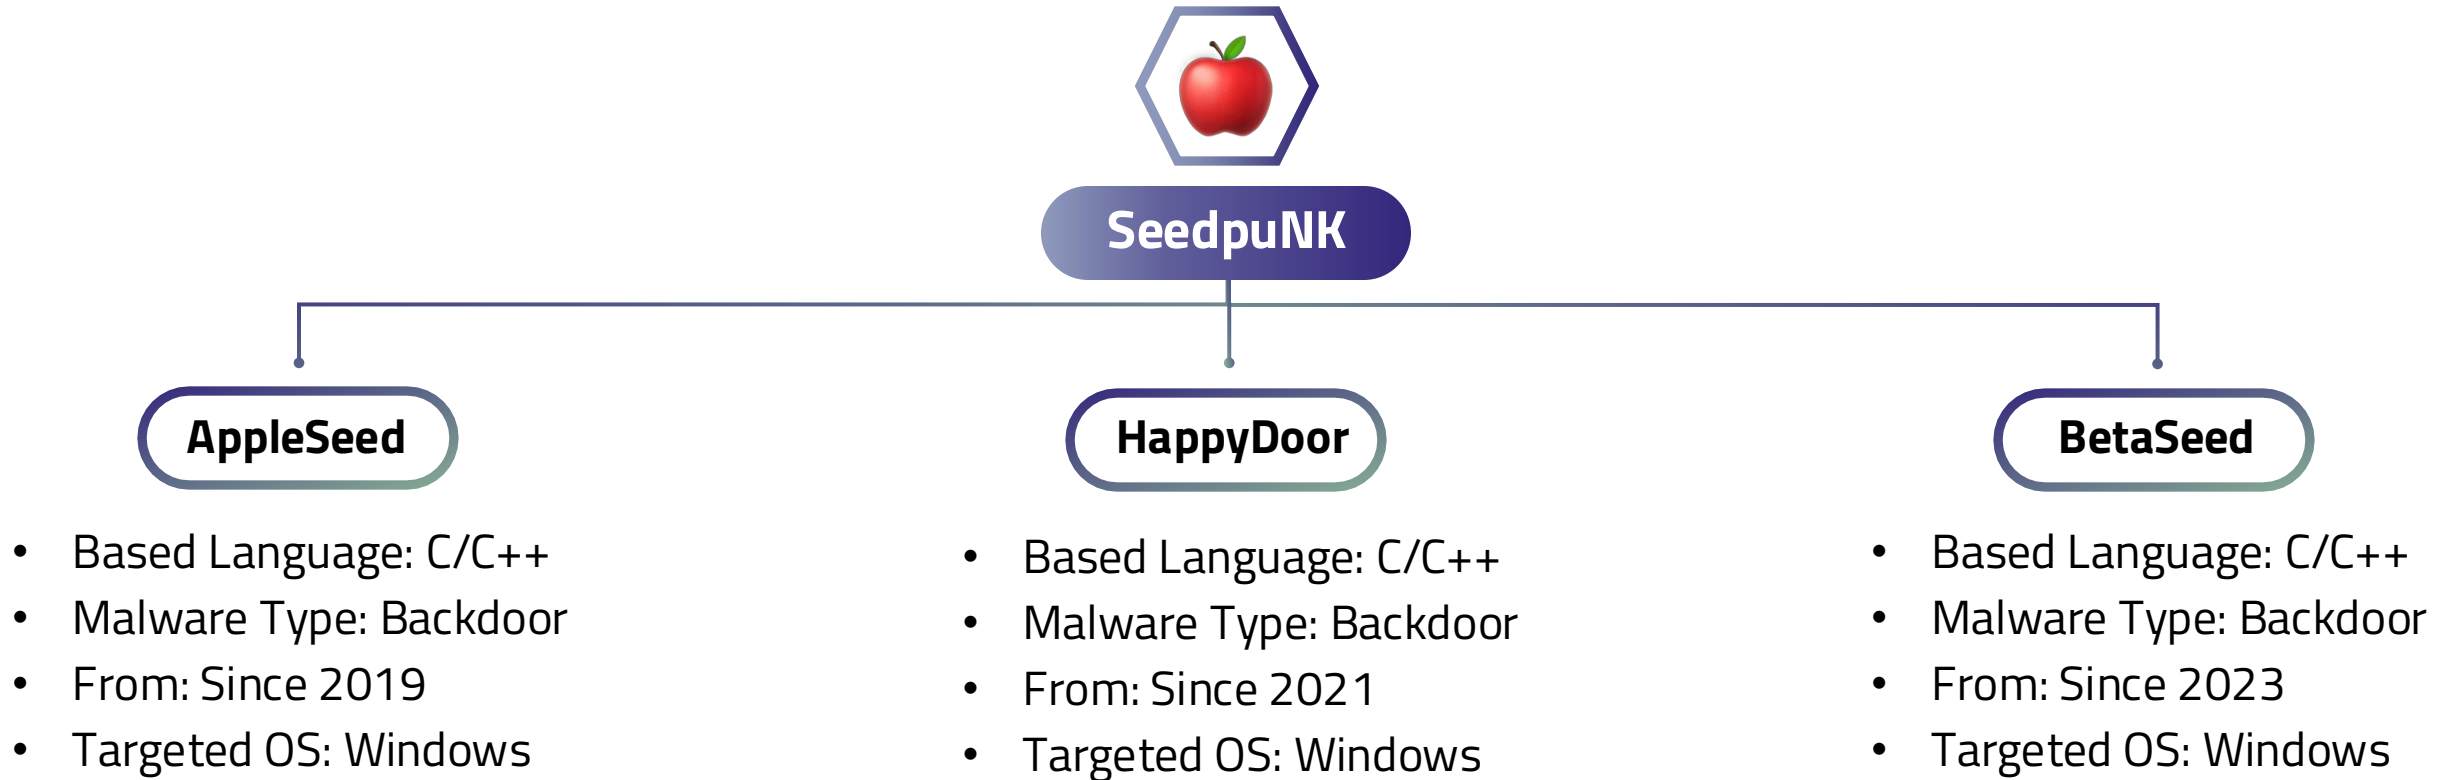 SeedpuNK
AppleSeed
• Based Language: C/C++
• Malware Type: Backdoor
• From: Since 2019
• Targeted OS: Windows
HappyDoor
• Based Language: C/C++
• Malware Type: Backdoor
• From: Since 2021
• Targeted OS: Windows
BetaSeed
• Based Language: C/C++
• Malware Type: Backdoor
• From: Since 2023
• Targeted OS: Windows